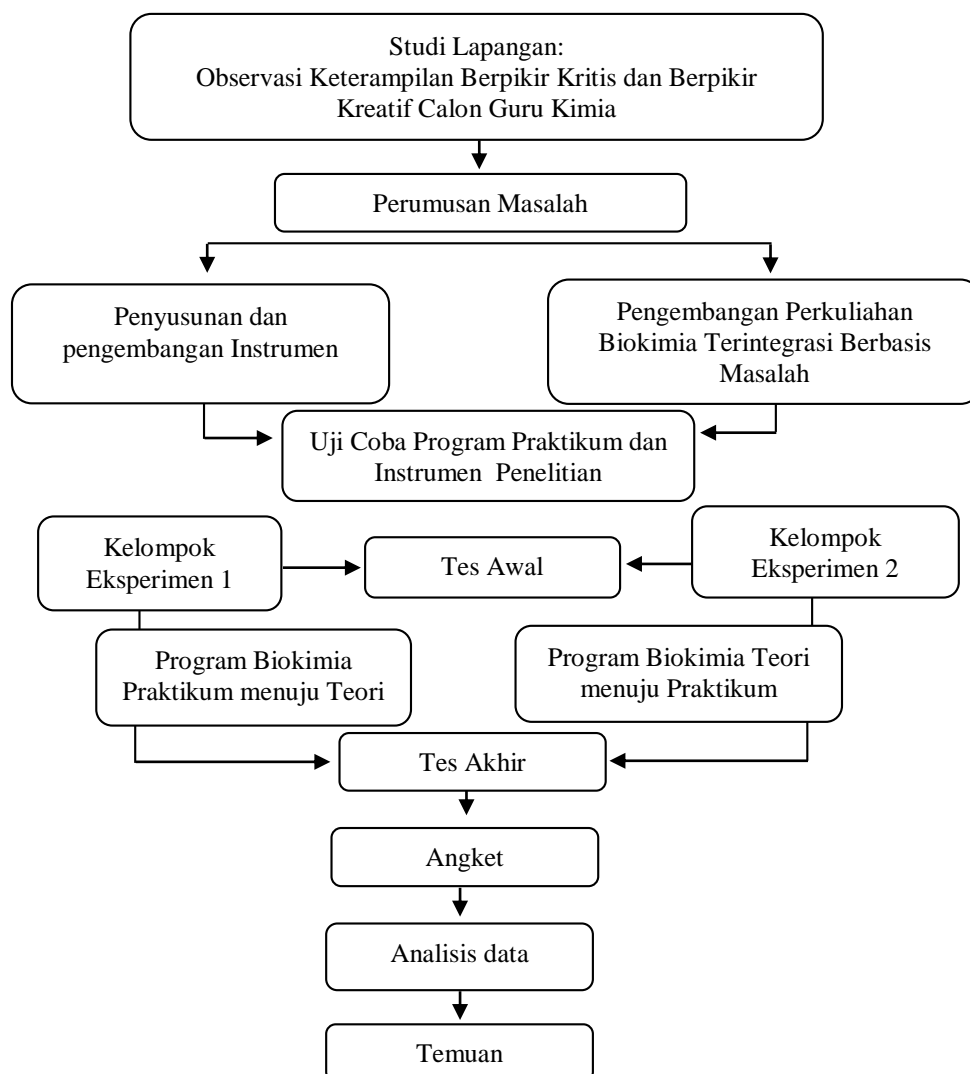 Studi Lapangan:
Observasi Keterampilan Berpikir Kritis dan Berpikir
Kreatif Calon Guru Kimia
Perumusan Masalah
Penyusunan dan
pengembangan Instrumen
Pengembangan Perkuliahan
Biokimia Terintegrasi Berbasis
Masalah
Uji Coba Program Praktikum dan
Instrumen Penelitian
Kelompok
Eksperimen 1
Tes Awal
Kelompok
Eksperimen 2
Program Biokimia
Praktikum menuju Teori
Program Biokimia Teori
menuju Praktikum
Tes Akhir
Angket
Analisis data
Temuan